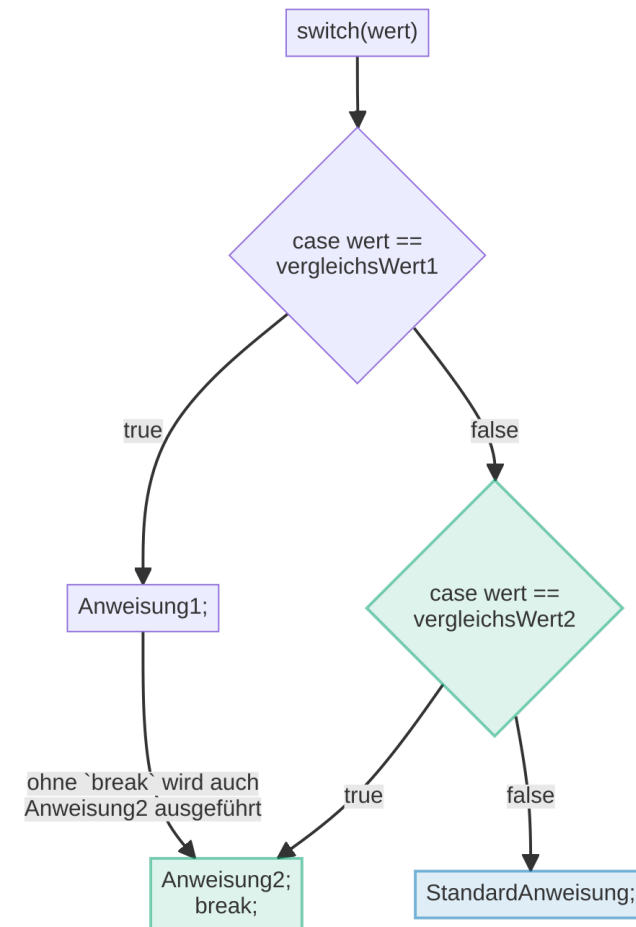 switch(wert)
case wert ==
vergleichsWert1
true
false
Anweisung1;
case wert ==
vergleichsWert2
ohne `break` wird auch
Anweisung2 ausgeführt
true
false
Anweisung2;
break;
StandardAnweisung;